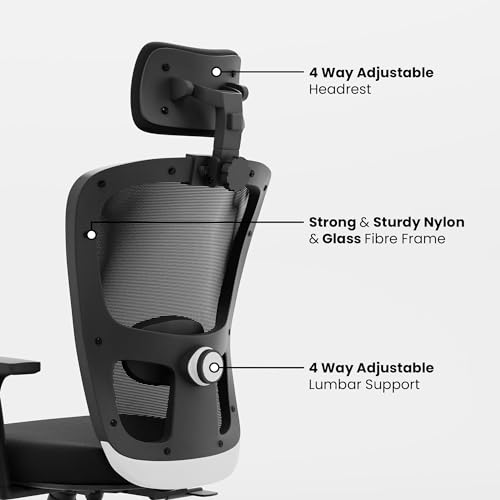 4 Way Adjustable
Headrest
Strong & Sturdy Nylon
& Glass Fibre Frame
4 Way Adjustable
Lumbar Support